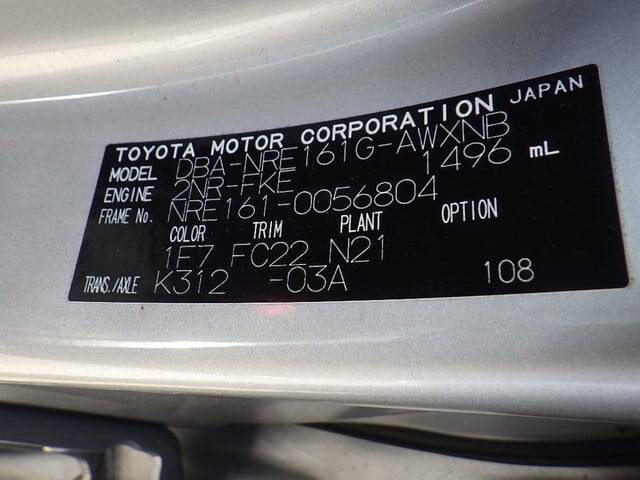 TOYOTA MOTOR CORPORATION JAPAN
MODEL DBA-NRE161G-AWXNB
ENGINE 2NR-FKE 1496 mL
FRAME No. NRE161-0056804
COLOR TRIM PLANT OPTION
1E7 FC22 N21
TRANS./AXLE K312 -03A 108